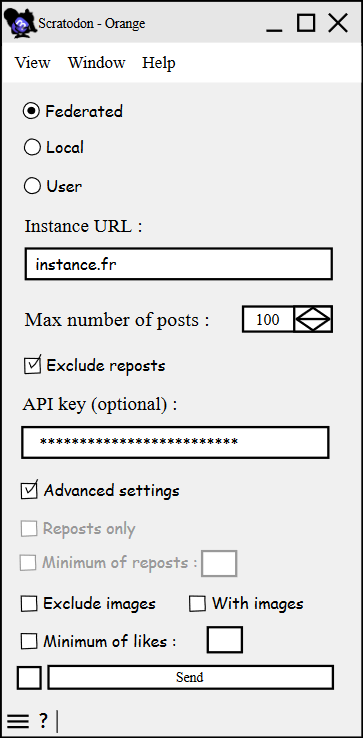 Scratodon - Orange
View Window Help
Federated
Local
User
Instance URL :
instance.fr
Max number of posts : 100
Exclude reposts
API key (optional) :
*************************
Advanced settings
Reposts only
Minimum of reposts :
Exclude images With images
Minimum of likes :
Send
?